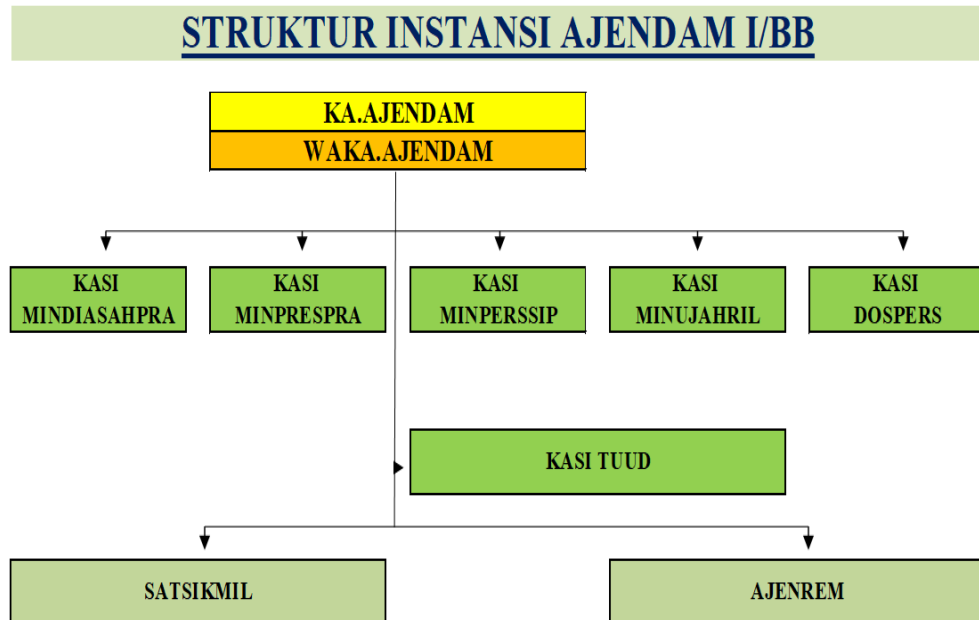 STRUKTUR INSTANSI AJENDAM I/BB
KA.AJENDAM
WAKA.AJENDAM
KASI
MINDIASAHPRA
KASI
MINPRESPRA
KASI
MINPERSSIP
KASI
MINUJAHRIL
KASI
DOSPERS
KASI TUUD
SATSIKMIL
AJENREM